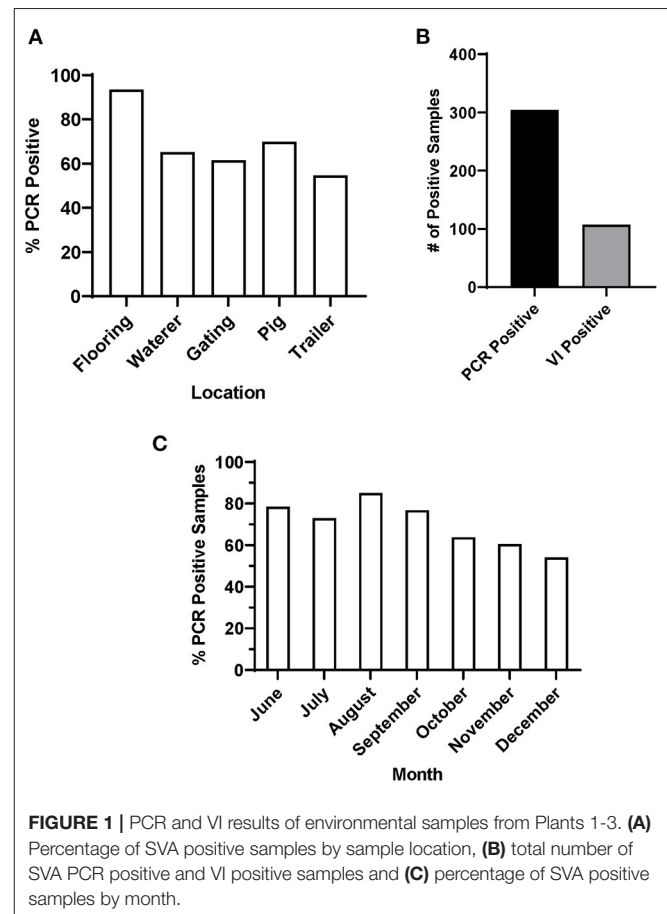 A
% PCR Positive
100
80
60
40
20
0
Flooring
Waterer
Gating
Pig
Trailer
Location
B
# of Positive Samples
400
300
200
100
0
PCR Positive
VI Positive
C
% PCR Positive Samples
100
80
60
40
20
0
June
July
August
September
October
November
December
Month
FIGURE 1 | PCR and VI results of environmental samples from Plants 1-3. (A)
Percentage of SVA positive samples by sample location, (B) total number of
SVA PCR positive and VI positive samples and (C) percentage of SVA positive
samples by month.